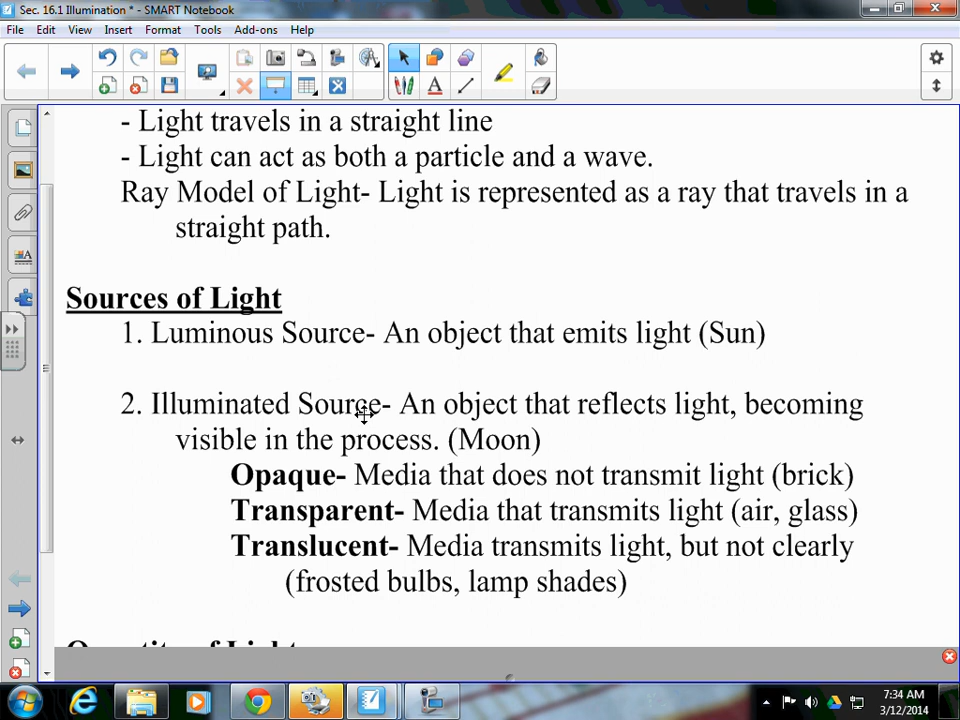 Sec. 16.1 Illumination * - SMART Notebook
File Edit View Insert Format Tools Add-ons Help
- Light travels in a straight line
- Light can act as both a particle and a wave.
Ray Model of Light- Light is represented as a ray that travels in a
straight path.
Sources of Light
1. Luminous Source- An object that emits light (Sun)
2. Illuminated Source- An object that reflects light, becoming
visible in the process. (Moon)
Opaque- Media that does not transmit light (brick)
Transparent- Media that transmits light (air, glass)
Translucent- Media transmits light, but not clearly
(frosted bulbs, lamp shades)
Quantity of Light
7:34 AM
3/12/2014